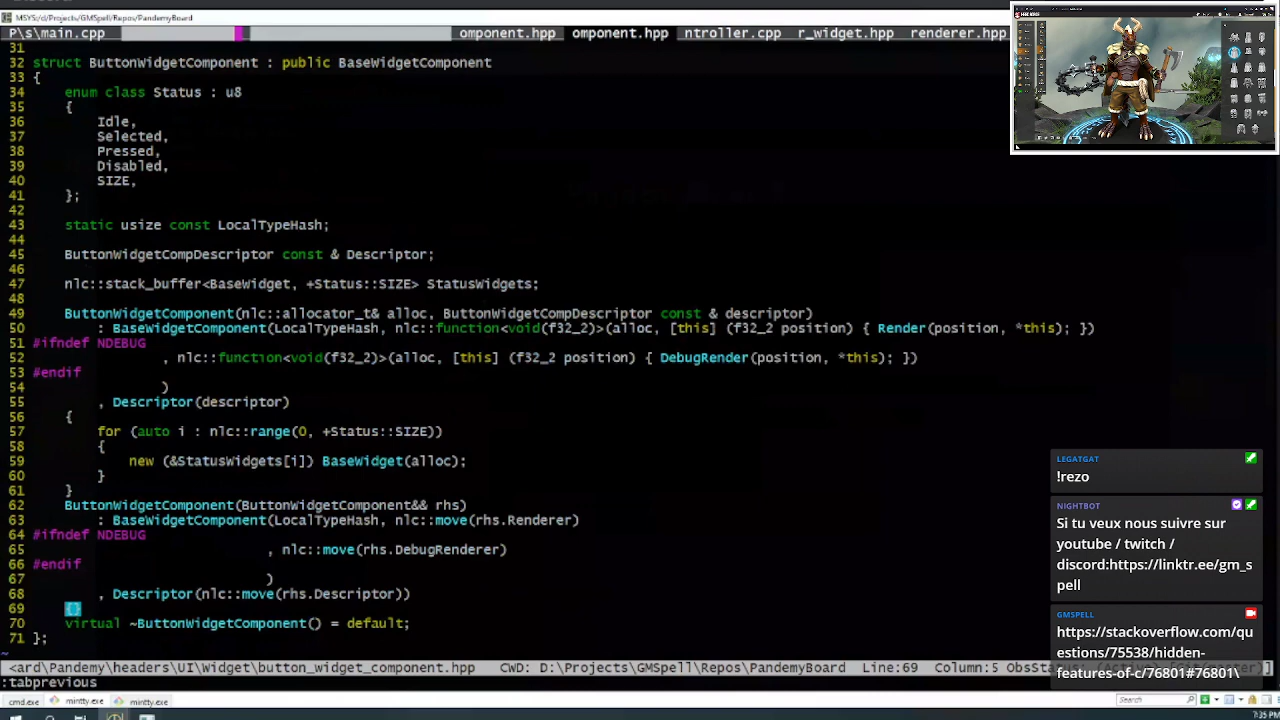 MSYS:/d/Projects/GMSpell/Repos/PandemyBoard
P\s\main.cpp omponent.hpp omponent.hpp ntroller.cpp r_widget.hpp renderer.hpp
31
32 struct ButtonWidgetComponent : public BaseWidgetComponent
33 {
34 enum class Status : u8
35 {
36 Idle,
37 Selected,
38 Pressed,
39 Disabled,
40 SIZE,
41 };
42
43 static usize const LocalTypeHash;
44
45 ButtonWidgetCompDescriptor const & Descriptor;
46
47 nlc::stack_buffer<BaseWidget, +Status::SIZE> StatusWidgets;
48
49 ButtonWidgetComponent(nlc::allocator_t& alloc, ButtonWidgetCompDescriptor const & descriptor)
50 : BaseWidgetComponent(LocalTypeHash, nlc::function<void(f32_2)>(alloc, [this] (f32_2 position) { Render(position, *this); })
51 #ifndef NDEBUG
52 , nlc::function<void(f32_2)>(alloc, [this] (f32_2 position) { DebugRender(position, *this); })
53 #endif
54 )
55 , Descriptor(descriptor)
56 {
57 for (auto i : nlc::range(0, +Status::SIZE))
58 {
59 new (&StatusWidgets[i]) BaseWidget(alloc);
60 }
61 }
62 ButtonWidgetComponent(ButtonWidgetComponent&& rhs)
63 : BaseWidgetComponent(LocalTypeHash, nlc::move(rhs.Renderer)
64 #ifndef NDEBUG
65 , nlc::move(rhs.DebugRenderer)
66 #endif
67 )
68 , Descriptor(nlc::move(rhs.Descriptor))
69 {}
70 virtual ~ButtonWidgetComponent() = default;
71 };
~
<ard\Pandemy\headers\UI\Widget\button_widget_component.hpp CWD: D:\Projects\GMSpell\Repos\PandemyBoard Line:69 Column:5 ObsStatus:
:tabprevious
cmd.exe mintty.exe mintty.exe Search
7:35 PM
LEGATGAT
!rezo
NIGHTBOT
Si tu veux nous suivre sur
youtube / twitch /
discord:https://linktr.ee/gm_s
pell
GMSPELL
https://stackoverflow.com/qu
estions/75538/hidden-
features-of-c/76801#76801\